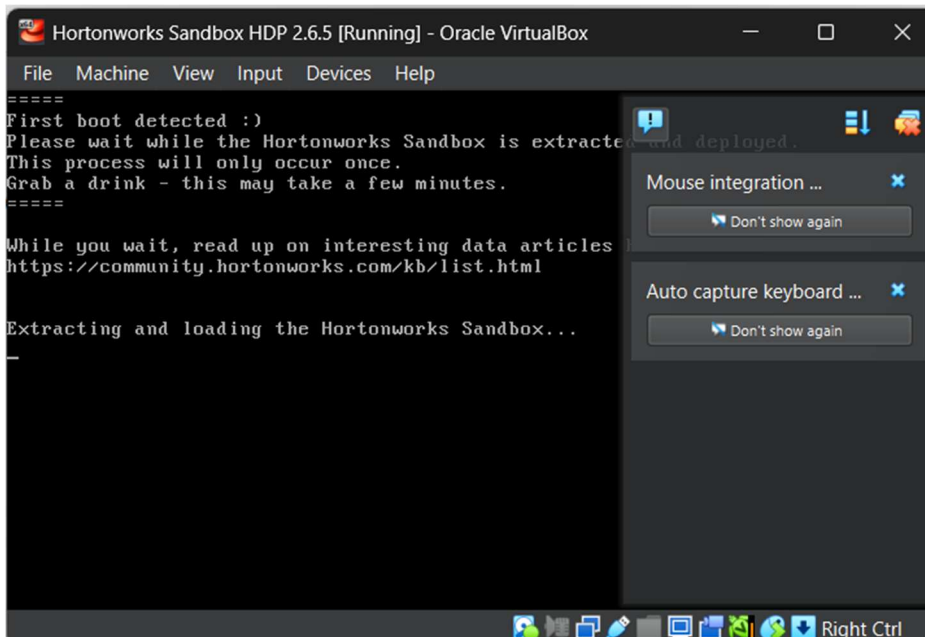 Hortonworks Sandbox HDP 2.6.5 [Running] - Oracle VirtualBox
File Machine View Input Devices Help
=====
First boot detected :)
Please wait while the Hortonworks Sandbox is extracted and deployed.
This process will only occur once.
Grab a drink - this may take a few minutes.
=====
While you wait, read up on interesting data articles
https://community.hortonworks.com/kb/list.html
Extracting and loading the Hortonworks Sandbox...
Mouse integration ...
Don't show again
Auto capture keyboard ...
Don't show again
Right Ctrl